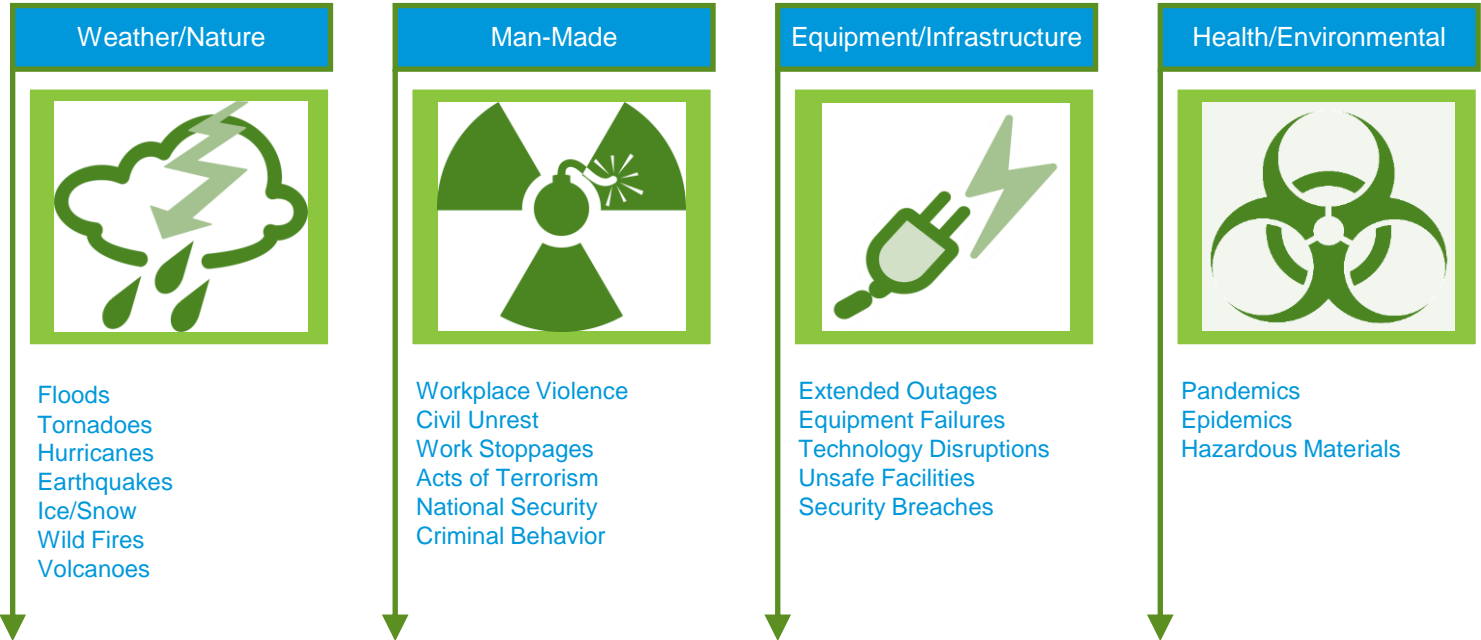 Weather/Nature
Floods
Tornadoes
Hurricanes
Earthquakes
Ice/Snow
Wild Fires
Volcanoes
Man-Made
Workplace Violence
Civil Unrest
Work Stoppages
Acts of Terrorism
National Security
Criminal Behavior
Equipment/Infrastructure
Extended Outages
Equipment Failures
Technology Disruptions
Unsafe Facilities
Security Breaches
Health/Environmental
Pandemics
Epidemics
Hazardous Materials